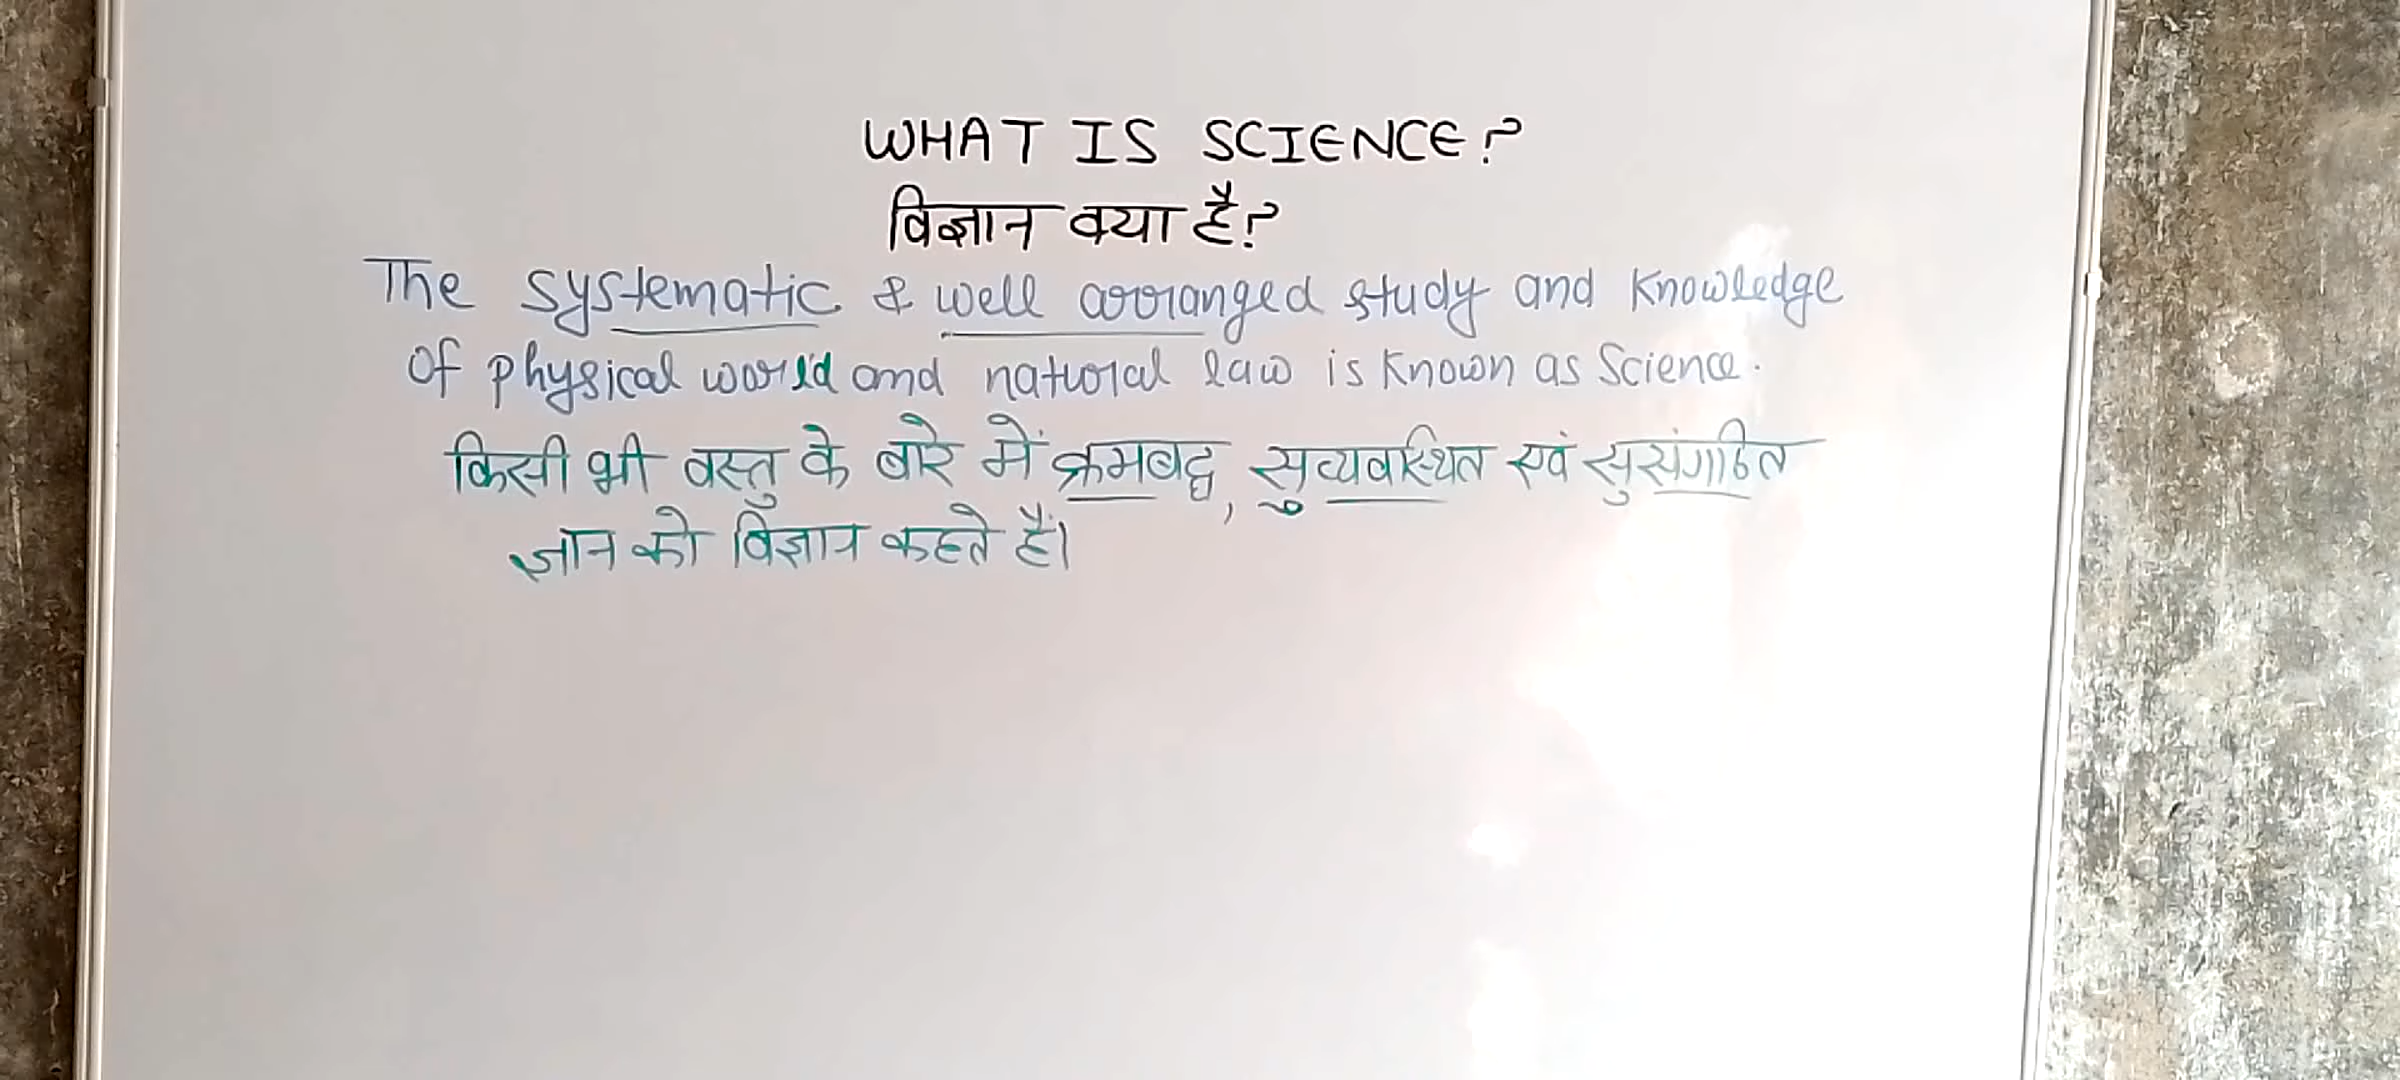 WHAT IS SCIENCE?
विज्ञान क्या है?
The systematic & well arranged study and Knowledge
Of physical world and natural law is Known as Science.
किसी भी वस्तु के बारे में क्रमबद्ध, सुव्यवस्थित एवं सुसंगठित
ज्ञान को विज्ञान कहते हैं।